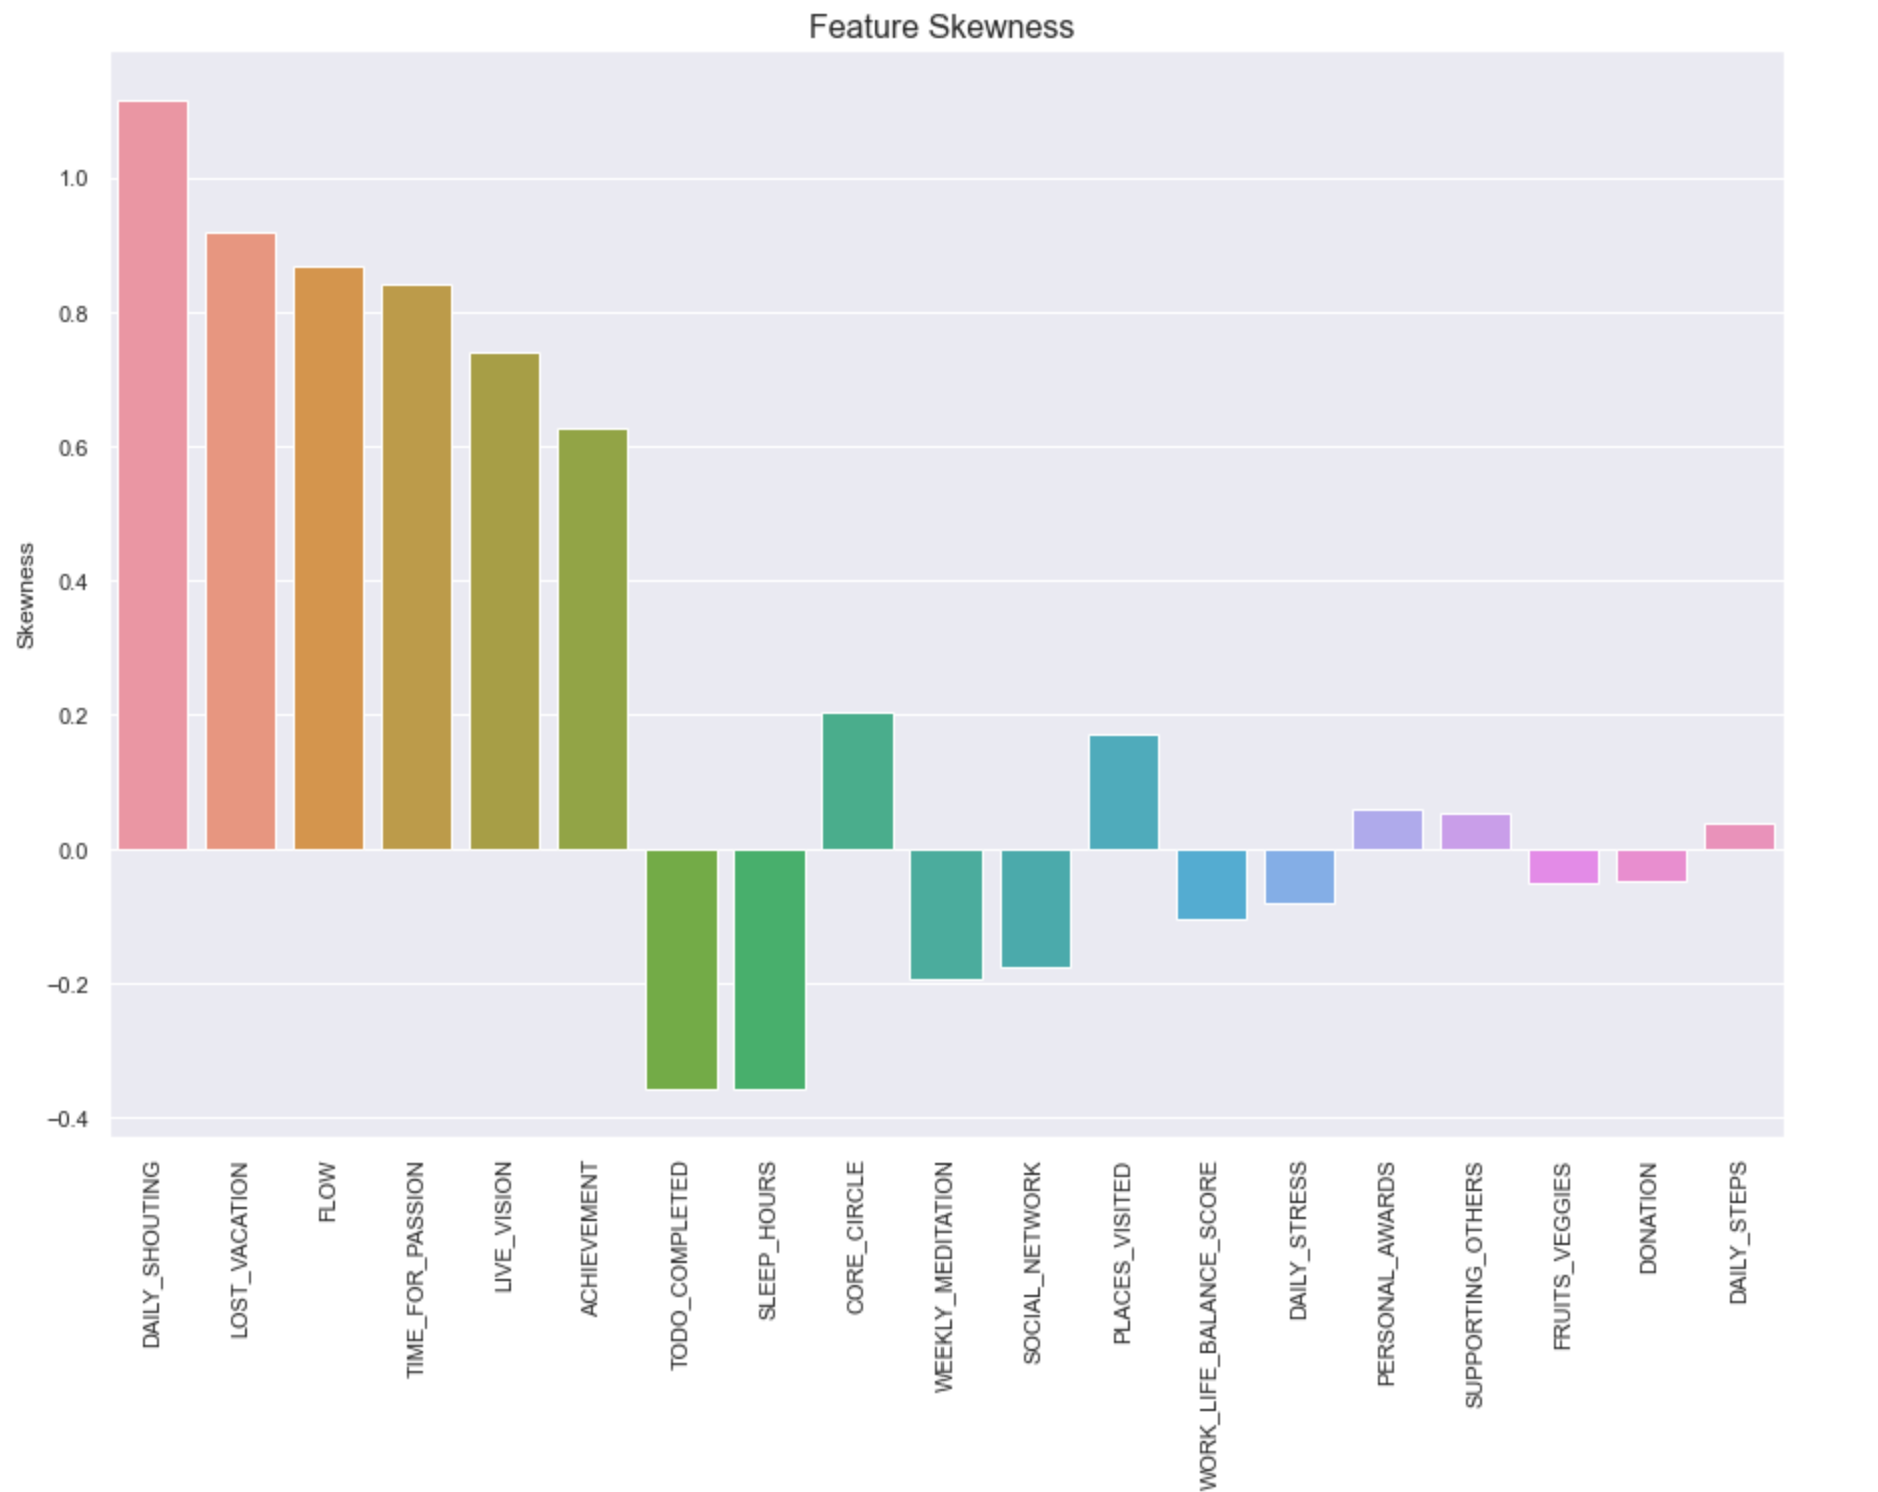 Feature Skewness
Skewness
1.0
0.8
0.6
0.4
0.2
0.0
−0.2
−0.4
DAILY_SHOUTING
LOST_VACATION
FLOW
TIME_FOR_PASSION
LIVE_VISION
ACHIEVEMENT
TODO_COMPLETED
SLEEP_HOURS
CORE_CIRCLE
WEEKLY_MEDITATION
SOCIAL_NETWORK
PLACES_VISITED
WORK_LIFE_BALANCE_SCORE
DAILY_STRESS
PERSONAL_AWARDS
SUPPORTING_OTHERS
FRUITS_VEGGIES
DONATION
DAILY_STEPS